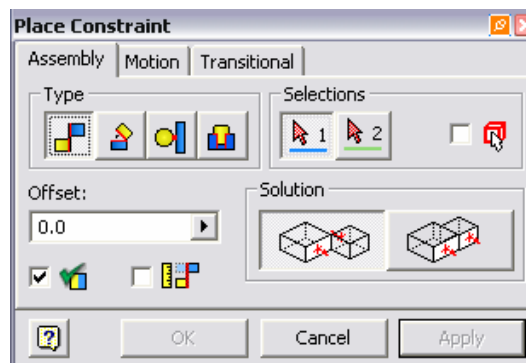 Place Constraint
Assembly Motion Transitional
Type Selections
1 2
Offset: Solution
0.0
? OK Cancel Apply